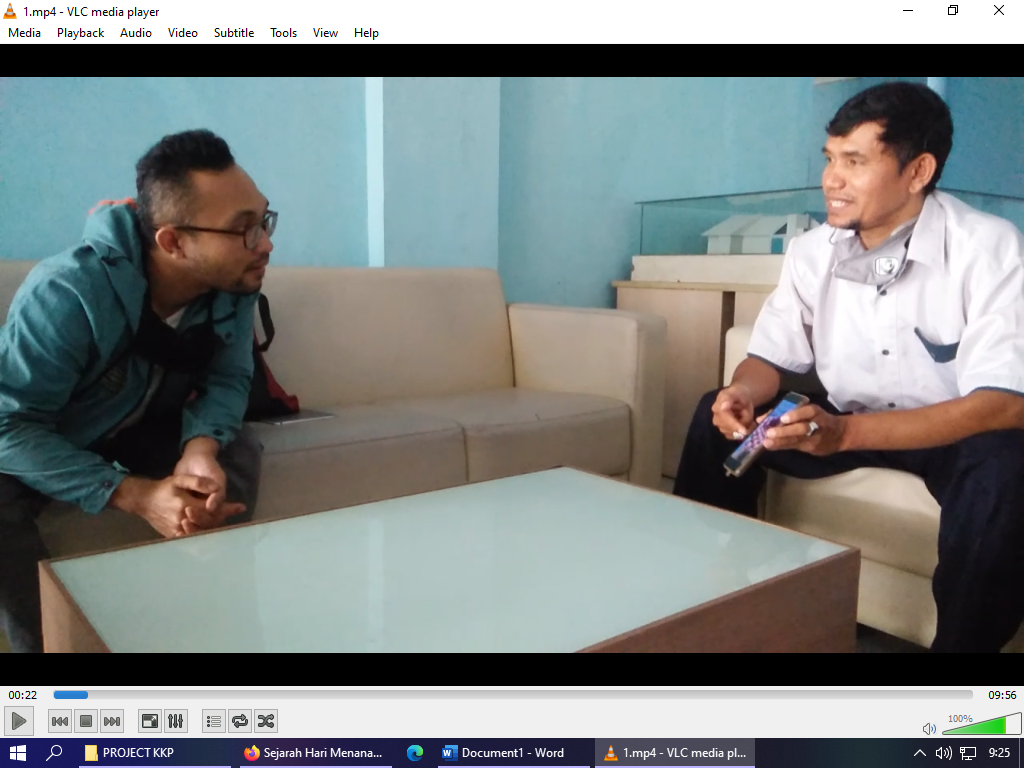 1.mp4 - VLC media player
Media Playback Audio Video Subtitle Tools View Help
00:22
09:56
100%
PROJECT KKP
Sejarah Hari Menana...
Document1 - Word
1.mp4 - VLC media pl...
9:25